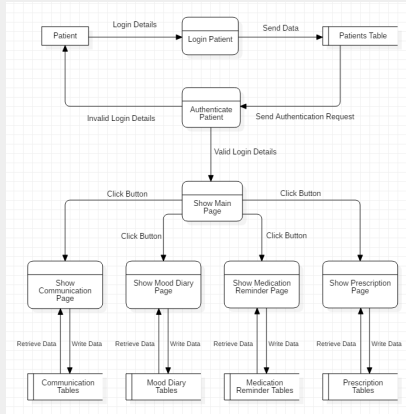 Login Details
Send Data
Patient
Login Patient
Patients Table
Authenticate
Patient
Invalid Login Details
Send Authentication Request
Valid Login Details
Show Main
Page
Click Button
Click Button
Click Button
Click Button
Show
Communication
Page
Show Mood Diary
Page
Show Medication
Reminder Page
Show Prescription
Page
Retrieve Data
Write Data
Retrieve Data
Write Data
Retrieve Data
Write Data
Retrieve Data
Write Data
Communication
Tables
Mood Diary
Tables
Medication
Reminder Tables
Prescription
Tables